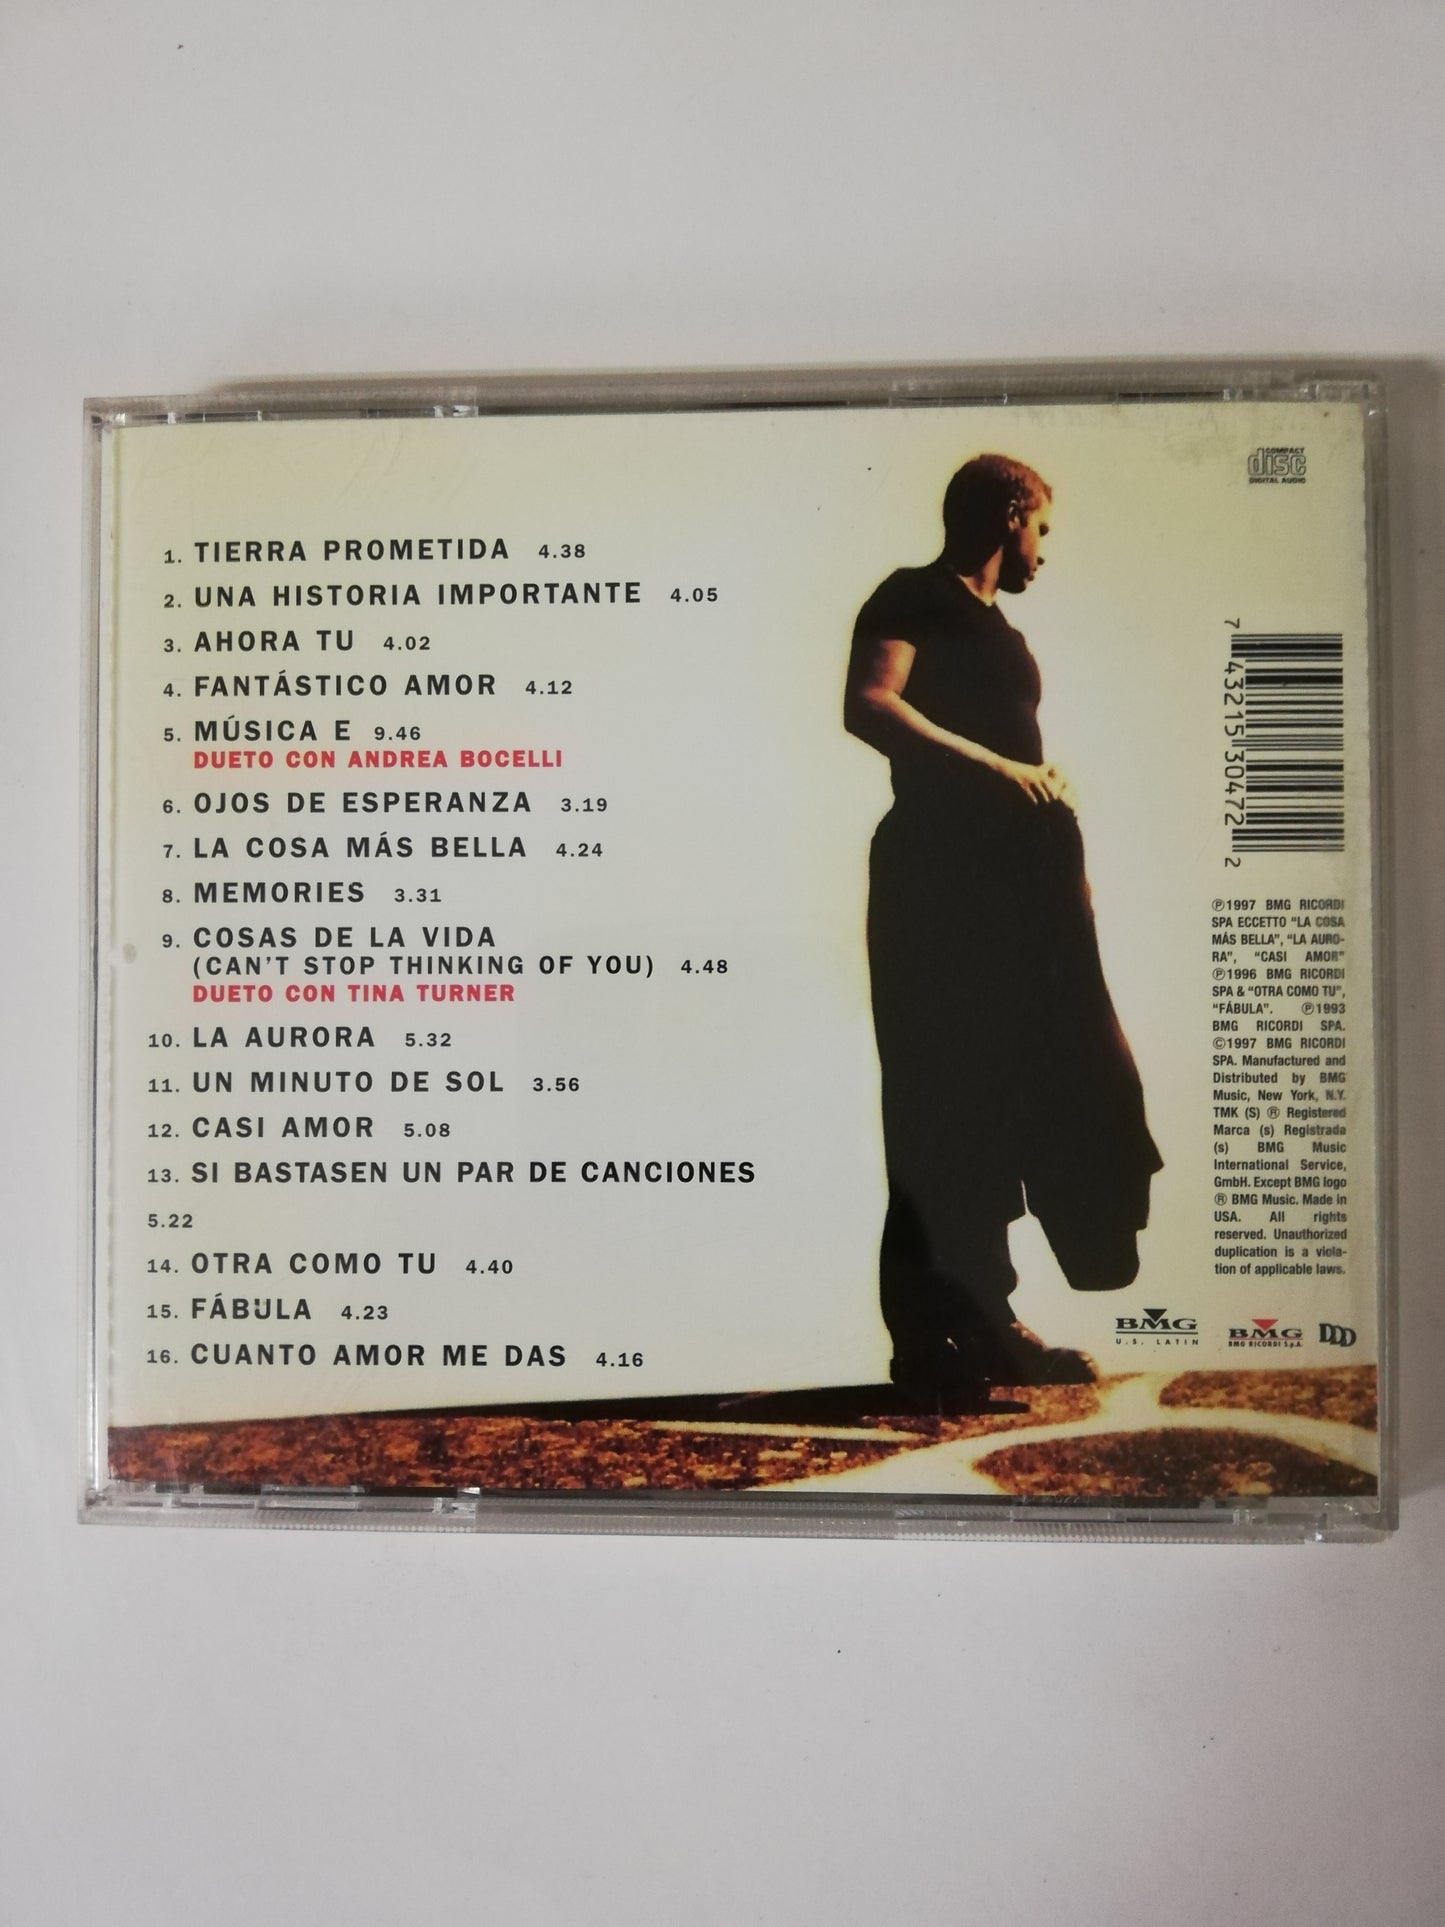 COMPACT
disc
DIGITAL AUDIO
1. TIERRA PROMETIDA 4.38
2. UNA HISTORIA IMPORTANTE 4.05
3. AHORA TU 4.02
4. FANTÁSTICO AMOR 4.12
5. MÚSICA E 9.46
DUETO CON ANDREA BOCELLI
6. OJOS DE ESPERANZA 3.19
7. LA COSA MÁS BELLA 4.24
8. MEMORIES 3.31
9. COSAS DE LA VIDA
(CAN'T STOP THINKING OF YOU) 4.48
DUETO CON TINA TURNER
10. LA AURORA 5.32
11. UN MINUTO DE SOL 3.56
12. CASI AMOR 5.08
13. SI BASTASEN UN PAR DE CANCIONES
5.22
14. OTRA COMO TU 4.40
15. FÁBULA 4.23
16. CUANTO AMOR ME DAS 4.16
7 43215 30472 2
℗1997 BMG RICORDI
SPA ECCETTO "LA COSA
MÁS BELLA", "LA AURO-
RA", "CASI AMOR"
℗1996 BMG RICORDI
SPA & "OTRA COMO TU",
"FÁBULA". ℗1993
BMG RICORDI SPA.
©1997 BMG RICORDI
SPA. Manufactured and
Distributed by BMG
Music, New York, N.Y.
TMK (S) ® Registered
Marca (s) Registrada
(s) BMG Music
International Service,
GmbH. Except BMG logo
® BMG Music. Made in
USA. All rights
reserved. Unauthorized
duplication is a viola-
tion of applicable laws.
BMG
U.S. LATIN
BMG
BMG RICORDI S.p.A.
DDD